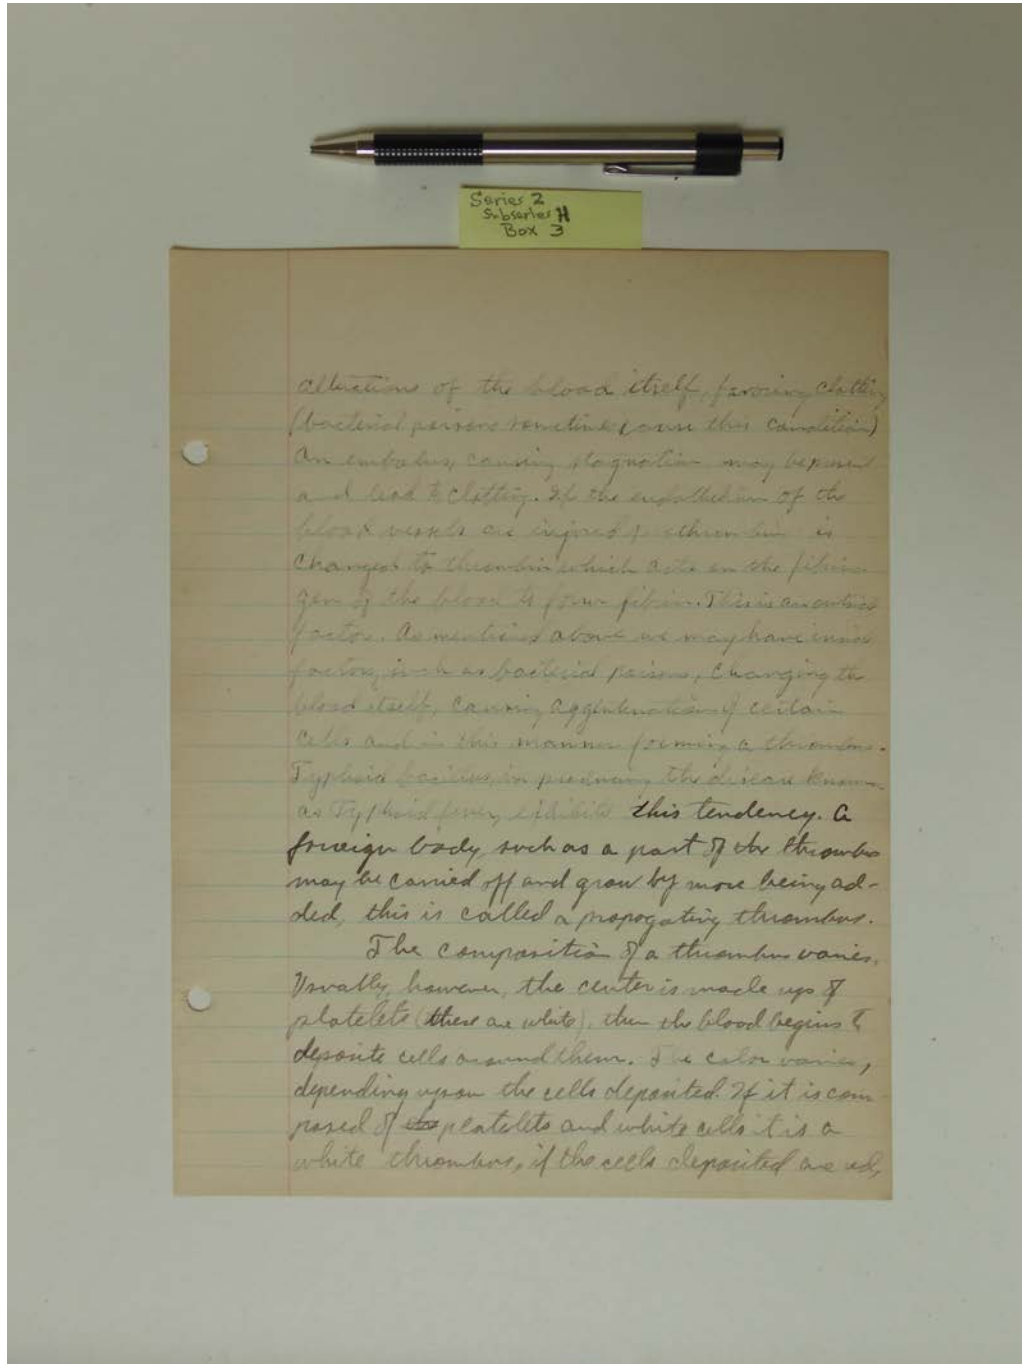 Series 2
Subseries H
Box 3
of the blood itself, favoring clotting
(bacterial poisons sometimes cause this condition)
An embolus, causing stagnation may be present
and lead to clotting. If the endothelium of the
blood vessels are injured is
changed to thrombin which acts on the fibrino
gen of the blood to form fibrin. This is an outside
factor. As mentioned above we may have inside
factors, such as bacterial poisons, changing the
blood itself, causing of certain
cells and in this manner forming a thrombus.
Typhoid bacillus, in producing the disease known
as Typhoid fever, exhibits this tendency. A
foreign body, such as a part of the thrombus
may be carried off and grow by more being ad-
ded, this is called a propogating thrombus.
The composition of a thrombus varies.
Usually, however, the center is made up of
platelets (these are white), then the blood begins to
deposite cells around them. The color varies,
depending upon the cells deposited. If it is com-
posed of platelets and white cells it is a
white thrombus, if the cells deposited are red,